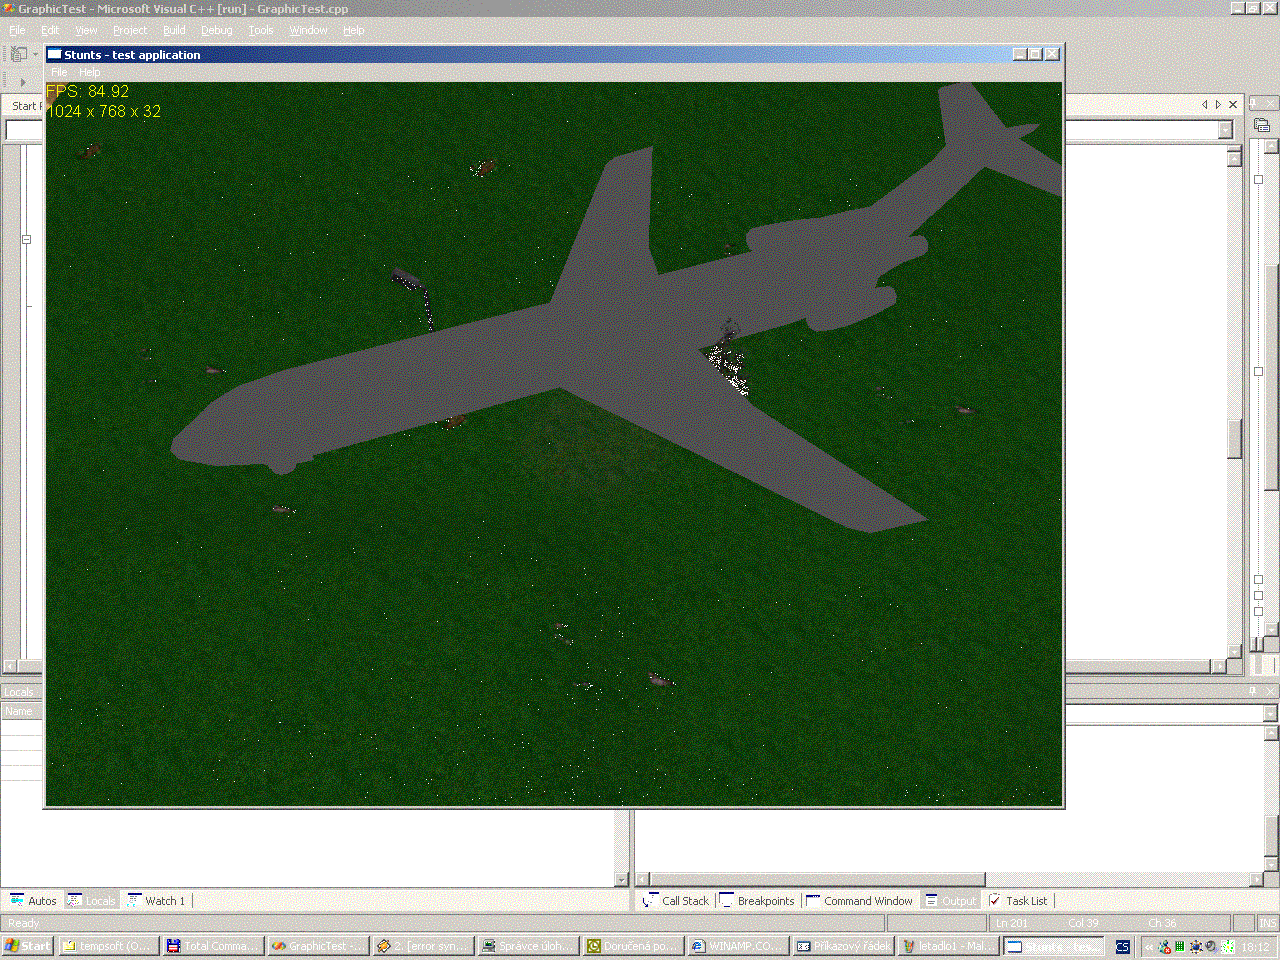 GraphicTest - Microsoft Visual C++ [run] - GraphicTest.cpp
File Edit View Project Build Debug Tools Window Help
Stunts - test application
File Help
FPS: 84.92
1024 x 768 x 32
Start
Locals
Name
Autos Locals Watch 1
Call Stack Breakpoints Command Window Output Task List
Ready Ln 201 Col 39 Ch 36 INS
Start tempsoft (O... Total Comma... GraphicTest -... 2. [error syn... Správce úloh... Doručená po... WINAMP.CO... Příkazový řádek letadlo1 - Mal... Stunts - tes... CS « 18:12